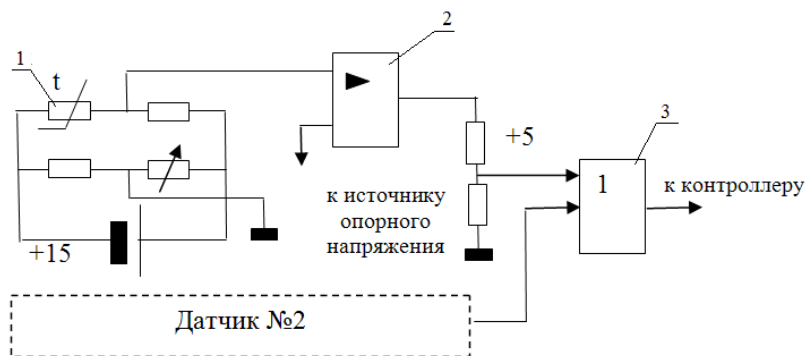 1
t
2
+5
3
1
к контроллеру
к источнику
опорного
напряжения
+15
Датчик №2